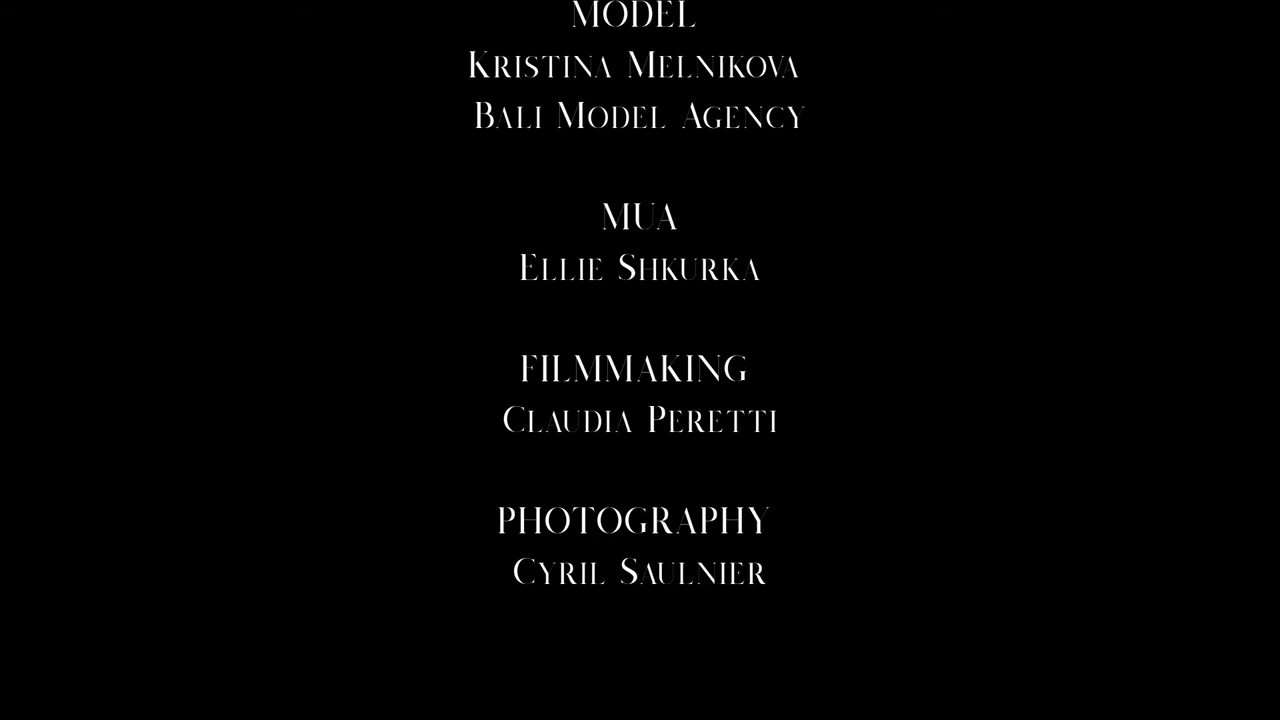 MODEL
Kristina Melnikova
Bali Model Agency
MUA
Ellie Shkurka
FILMMAKING
Claudia Peretti
PHOTOGRAPHY
Cyril Saulnier